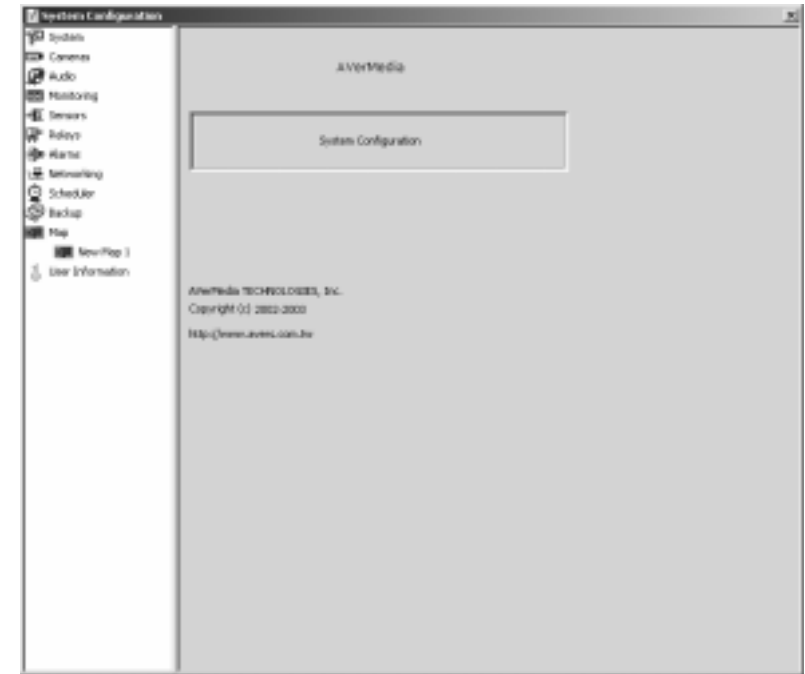 System Configuration
System
Cameras
Audio
Monitoring
Sensors
Relays
Alarms
Networking
Scheduler
Backup
Map
New Map 1
User Information
AVerMedia
System Configuration
AVerMedia TECHNOLOGIES, Inc.
Copyright (c) 2002-2003